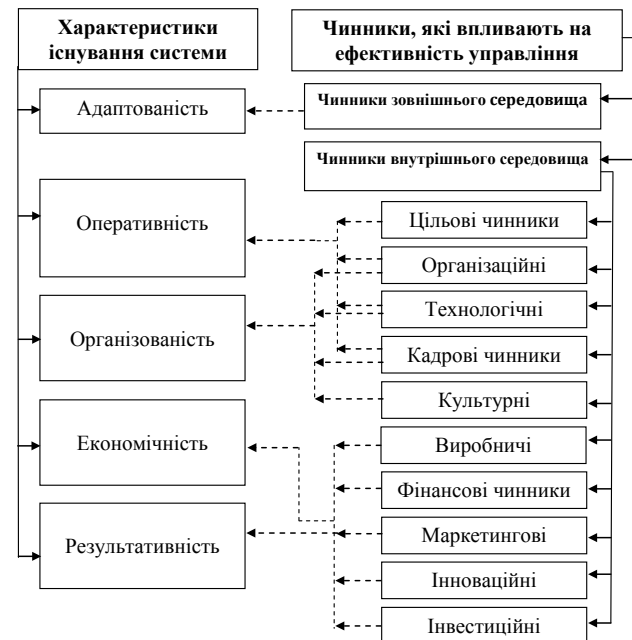 Характеристики
існування системи
Чинники, які впливають на
ефективність управління
Адаптованість
Чинники зовнішнього середовища
Чинники внутрішнього середовища
Оперативність
Цільові чинники
Організаційні
Організованість
Технологічні
Кадрові чинники
Культурні
Економічність
Виробничі
Фінансові чинники
Результативність
Маркетингові
Інноваційні
Інвестиційні